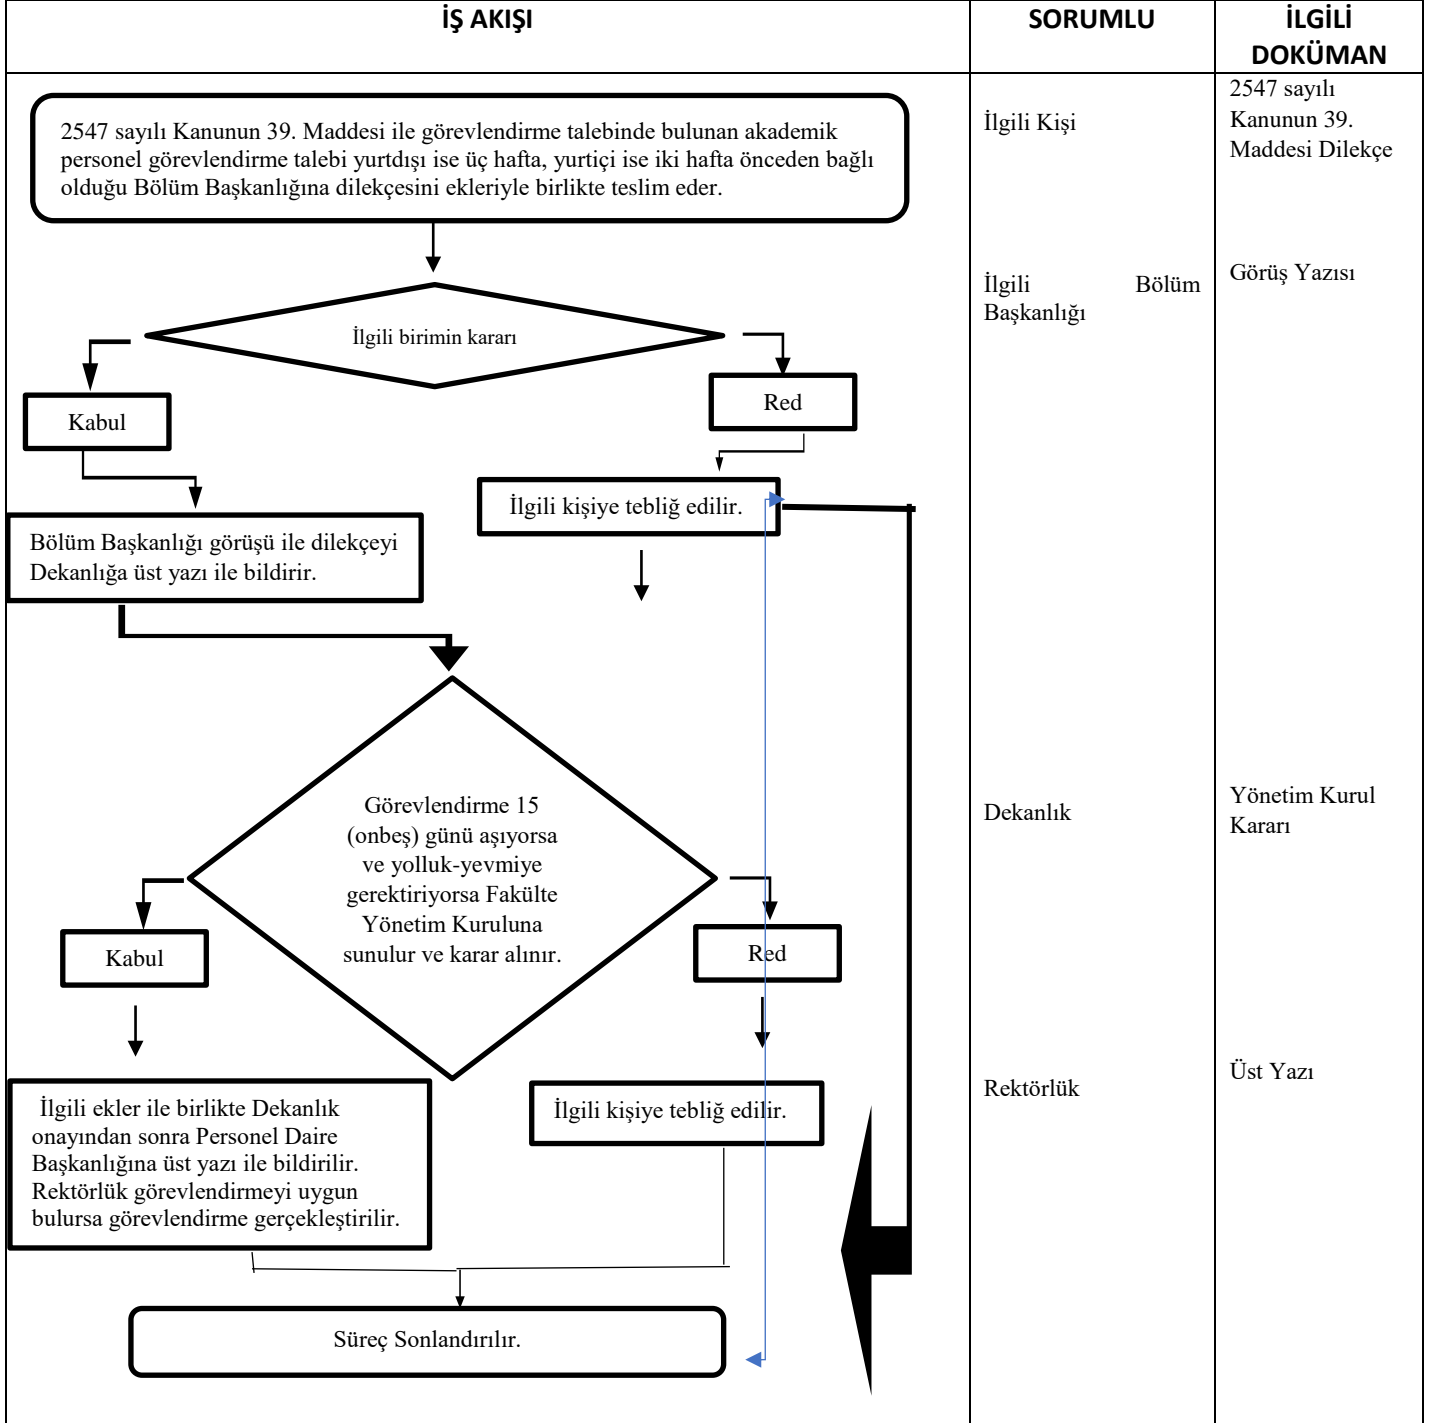 İŞ AKIŞI
SORUMLU
İLGİLİ
DOKÜMAN
2547 sayılı Kanunun 39. Maddesi ile görevlendirme talebinde bulunan akademik
personel görevlendirme talebi yurtdışı ise üç hafta, yurtiçi ise iki hafta önceden bağlı
olduğu Bölüm Başkanlığına dilekçesini ekleriyle birlikte teslim eder.
İlgili Kişi
2547 sayılı
Kanunun 39.
Maddesi Dilekçe
İlgili birimin kararı
İlgili Bölüm
Başkanlığı
Görüş Yazısı
Kabul
Red
İlgili kişiye tebliğ edilir.
Bölüm Başkanlığı görüşü ile dilekçeyi
Dekanlığa üst yazı ile bildirir.
Görevlendirme 15
(onbeş) günü aşıyorsa
ve yolluk-yevmiye
gerektiriyorsa Fakülte
Yönetim Kuruluna
sunulur ve karar alınır.
Dekanlık
Yönetim Kurul
Kararı
Kabul
Red
İlgili ekler ile birlikte Dekanlık
onayından sonra Personel Daire
Başkanlığına üst yazı ile bildirilir.
Rektörlük görevlendirmeyi uygun
bulursa görevlendirme gerçekleştirilir.
İlgili kişiye tebliğ edilir.
Rektörlük
Üst Yazı
Süreç Sonlandırılır.